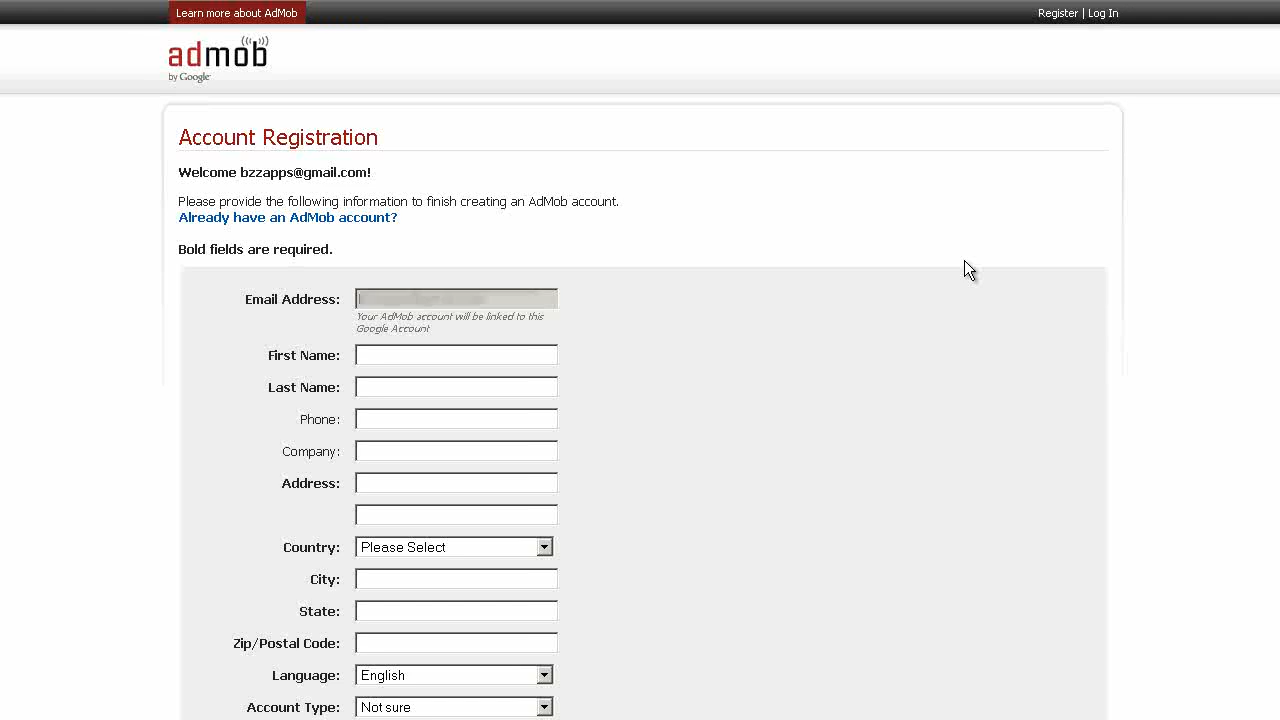 Learn more about AdMob
Register | Log In
admob
by Google
Account Registration
Welcome bzzapps@gmail.com!
Please provide the following information to finish creating an AdMob account.
Already have an AdMob account?
Bold fields are required.
Email Address:
Your AdMob account will be linked to this
Google Account
First Name:
Last Name:
Phone:
Company:
Address:
Country: Please Select
City:
State:
Zip/Postal Code:
Language: English
Account Type: Not sure